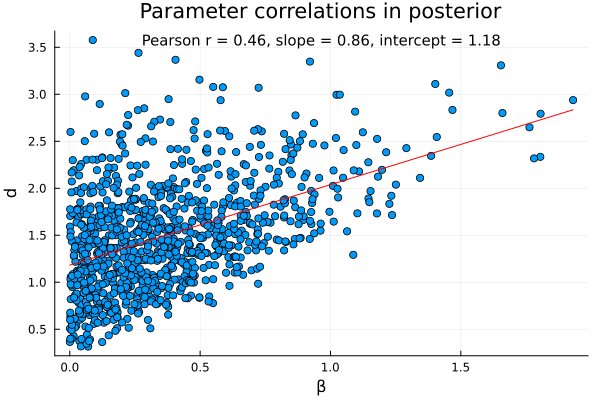 Parameter correlations in posterior
Pearson r = 0.46, slope = 0.86, intercept = 1.18
3.5
3.0
2.5
2.0
1.5
1.0
0.5
d
0.0
0.5
1.0
1.5
β